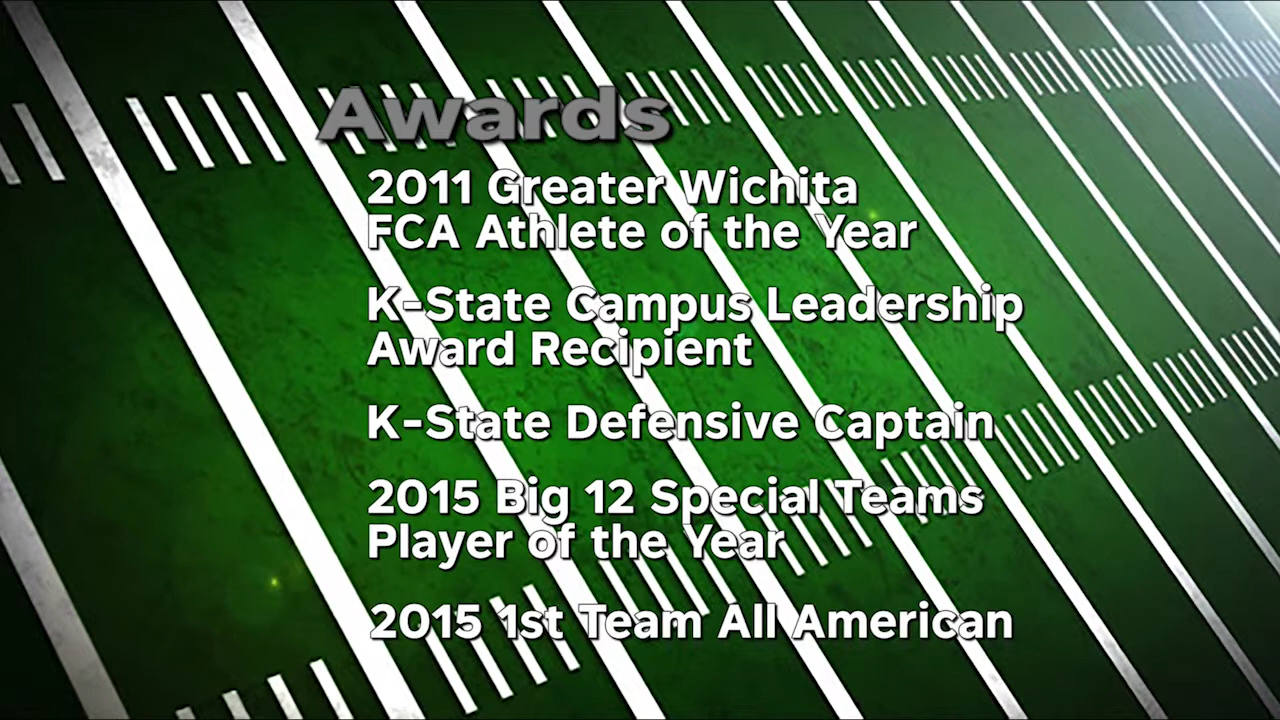 Awards
2011 Greater Wichita
FCA Athlete of the Year
K-State Campus Leadership
Award Recipient
K-State Defensive Captain
2015 Big 12 Special Teams
Player of the Year
2015 1st Team All American